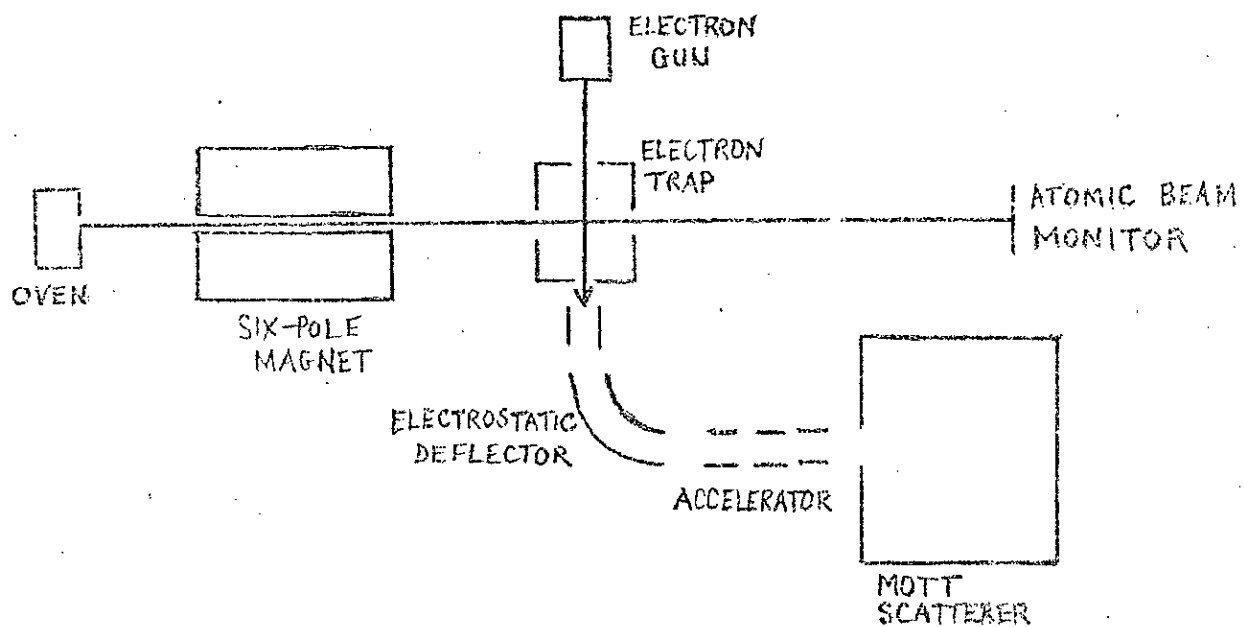 ELECTRON
GUN
ELECTRON
TRAP
ATOMIC BEAM
MONITOR
OVEN
SIX-POLE
MAGNET
ELECTROSTATIC
DEFLECTOR
ACCELERATOR
MOTT
SCATTERER